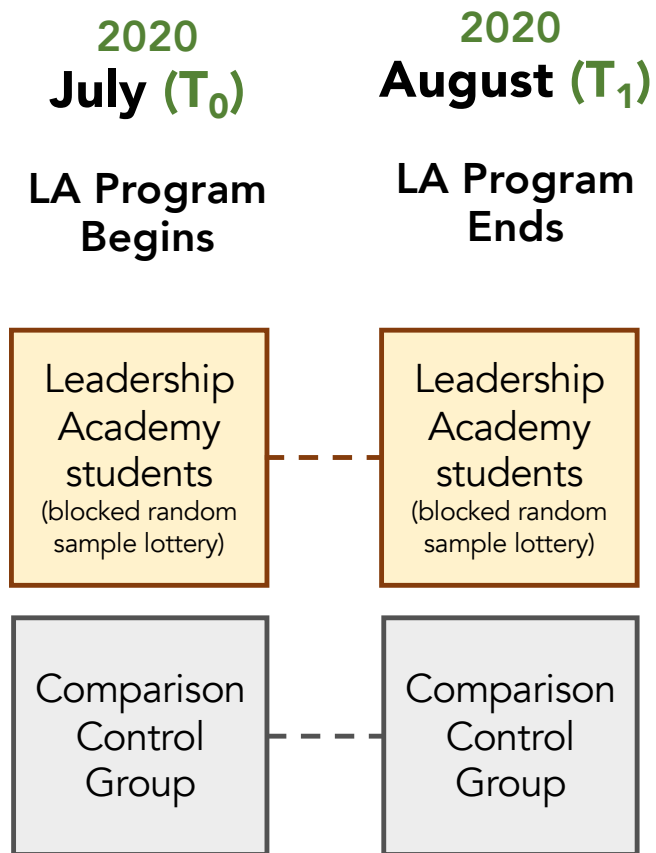 2020
July (T₀)
LA Program
Begins
2020
August (T₁)
LA Program
Ends
Leadership
Academy
students
(blocked random
sample lottery)
Leadership
Academy
students
(blocked random
sample lottery)
Comparison
Control
Group
Comparison
Control
Group